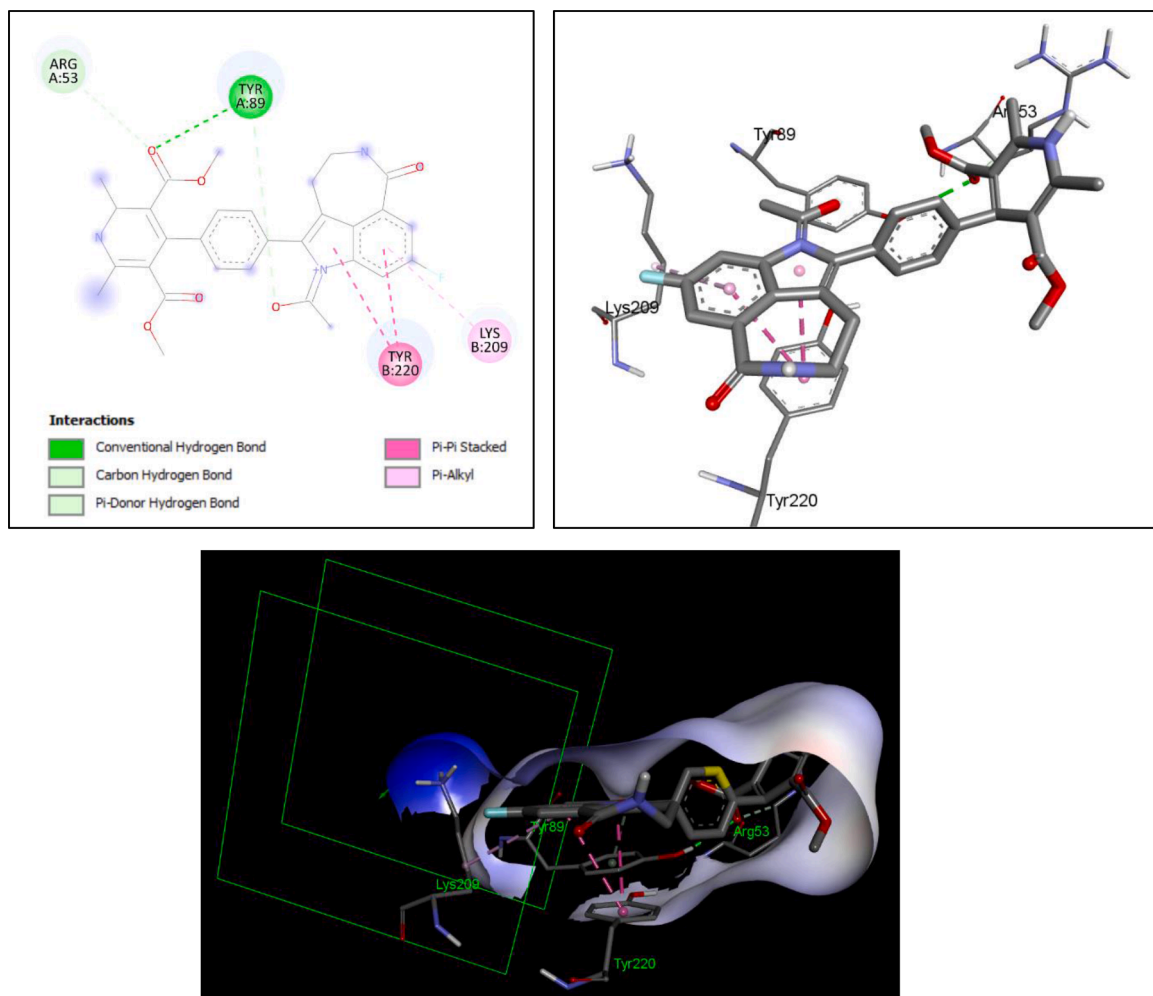 ARG
A:53
TYR
A:89
N
O
O
O
O
N
O
N+
F
O
O
LYS
B:209
TYR
B:220
Interactions
Conventional Hydrogen Bond
Carbon Hydrogen Bond
Pi-Donor Hydrogen Bond
Pi-Pi Stacked
Pi-Alkyl
Arg53
Tyr89
Lys209
Tyr220
Tyr89
Arg53
Lys209
Tyr220